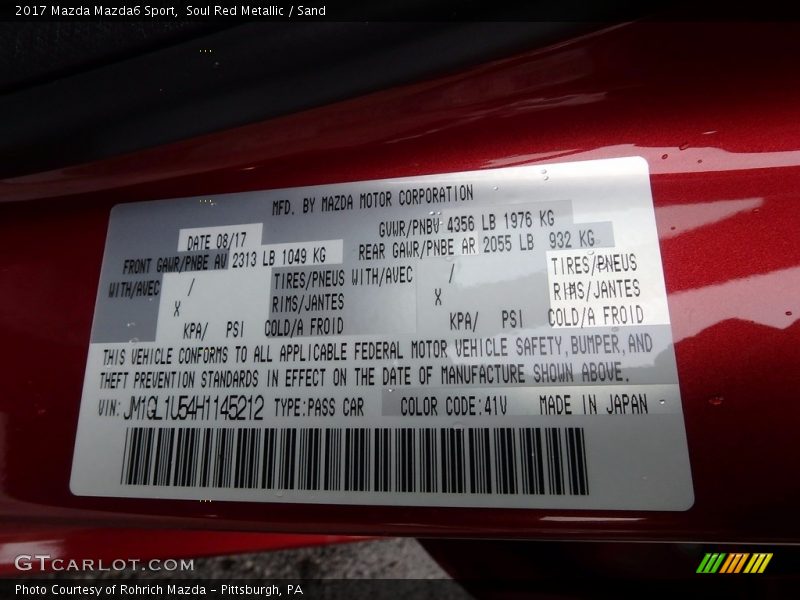 2017 Mazda Mazda6 Sport, Soul Red Metallic / Sand
MFD. BY MAZDA MOTOR CORPORATION
DATE 08/17 GVWR/PNBV 4356 LB 1976 KG
FRONT GAWR/PNBE AV 2313 LB 1049 KG REAR GAWR/PNBE AR 2055 LB 932 KG
WITH/AVEC / TIRES/PNEUS WITH/AVEC / TIRES/PNEUS
X RIMS/JANTES X RIMS/JANTES
KPA/ PSI COLD/A FROID KPA/ PSI COLD/A FROID
THIS VEHICLE CONFORMS TO ALL APPLICABLE FEDERAL MOTOR VEHICLE SAFETY, BUMPER, AND
THEFT PREVENTION STANDARDS IN EFFECT ON THE DATE OF MANUFACTURE SHOWN ABOVE.
VIN: JM1GL1U54H1145212 TYPE:PASS CAR COLOR CODE:41V MADE IN JAPAN
GTCARLOT.COM
Photo Courtesy of Rohrich Mazda - Pittsburgh, PA